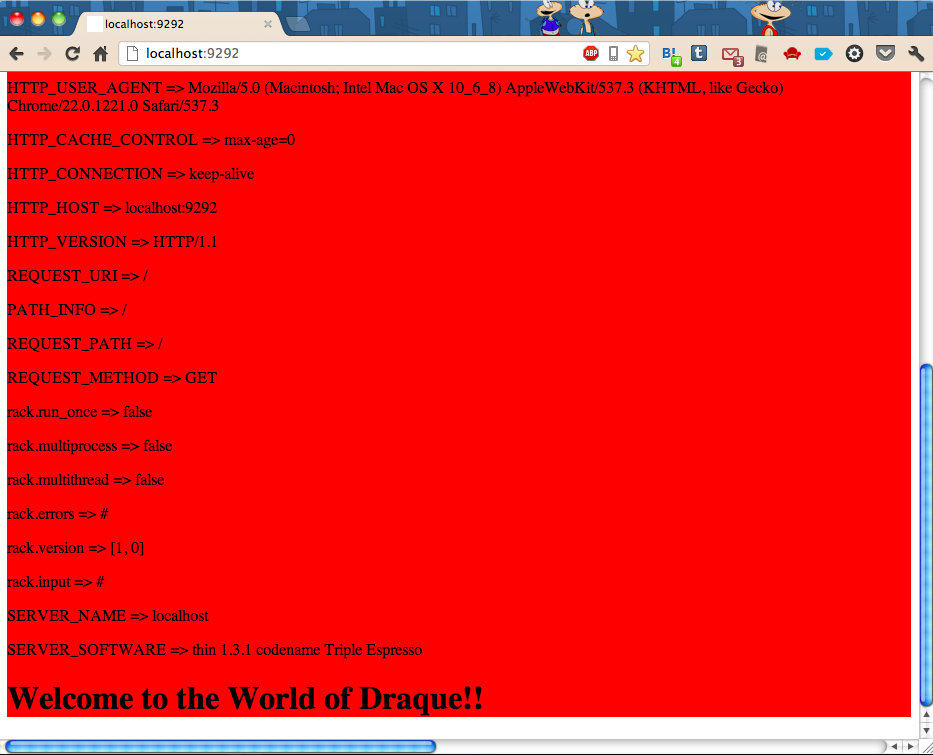 localhost:9292
localhost:9292
ABP
B!
4
t
3
@
HTTP_USER_AGENT => Mozilla/5.0 (Macintosh; Intel Mac OS X 10_6_8) AppleWebKit/537.3 (KHTML, like Gecko)
Chrome/22.0.1221.0 Safari/537.3
HTTP_CACHE_CONTROL => max-age=0
HTTP_CONNECTION => keep-alive
HTTP_HOST => localhost:9292
HTTP_VERSION => HTTP/1.1
REQUEST_URI => /
PATH_INFO => /
REQUEST_PATH => /
REQUEST_METHOD => GET
rack.run_once => false
rack.multiprocess => false
rack.multithread => false
rack.errors => #
rack.version => [1, 0]
rack.input => #
SERVER_NAME => localhost
SERVER_SOFTWARE => thin 1.3.1 codename Triple Espresso
Welcome to the World of Draque!!